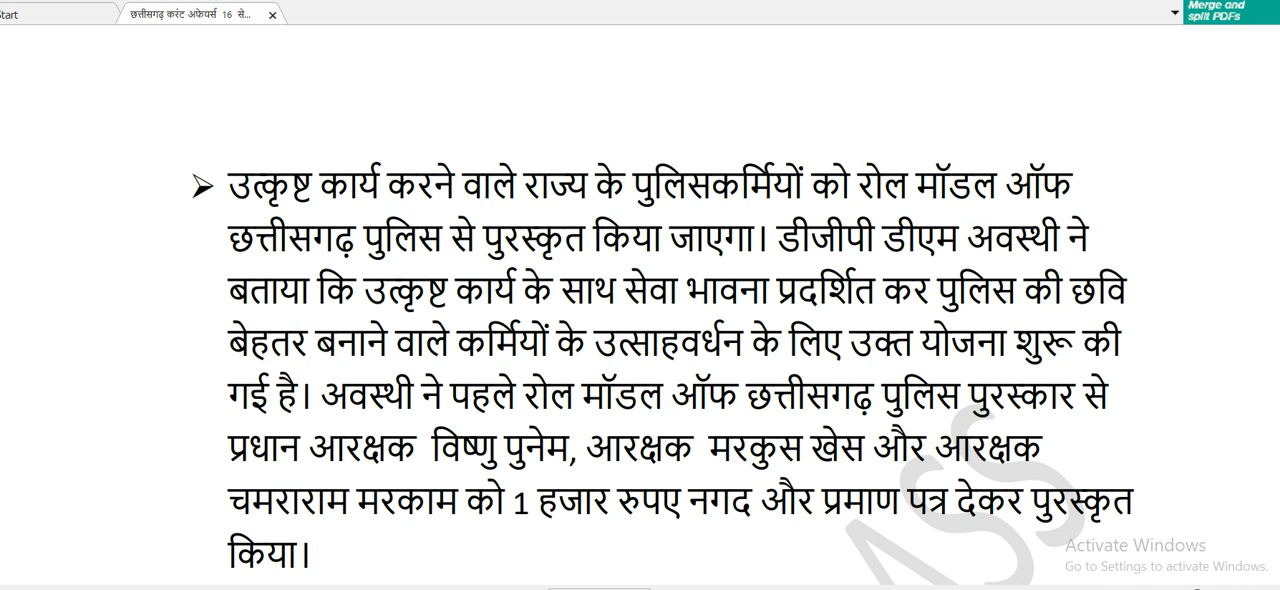 tart
छत्तीसगढ़ करंट अफेयर्स 16 से...
Merge and
split PDFs
➢ उत्कृष्ट कार्य करने वाले राज्य के पुलिसकर्मियों को रोल मॉडल ऑफ
छत्तीसगढ़ पुलिस से पुरस्कृत किया जाएगा। डीजीपी डीएम अवस्थी ने
बताया कि उत्कृष्ट कार्य के साथ सेवा भावना प्रदर्शित कर पुलिस की छवि
बेहतर बनाने वाले कर्मियों के उत्साहवर्धन के लिए उक्त योजना शुरू की
गई है। अवस्थी ने पहले रोल मॉडल ऑफ छत्तीसगढ़ पुलिस पुरस्कार से
प्रधान आरक्षक विष्णु पुनेम, आरक्षक मरकुस खेस और आरक्षक
चमराराम मरकाम को 1 हजार रुपए नगद और प्रमाण पत्र देकर पुरस्कृत
किया।
Activate Windows
Go to Settings to activate Windows.